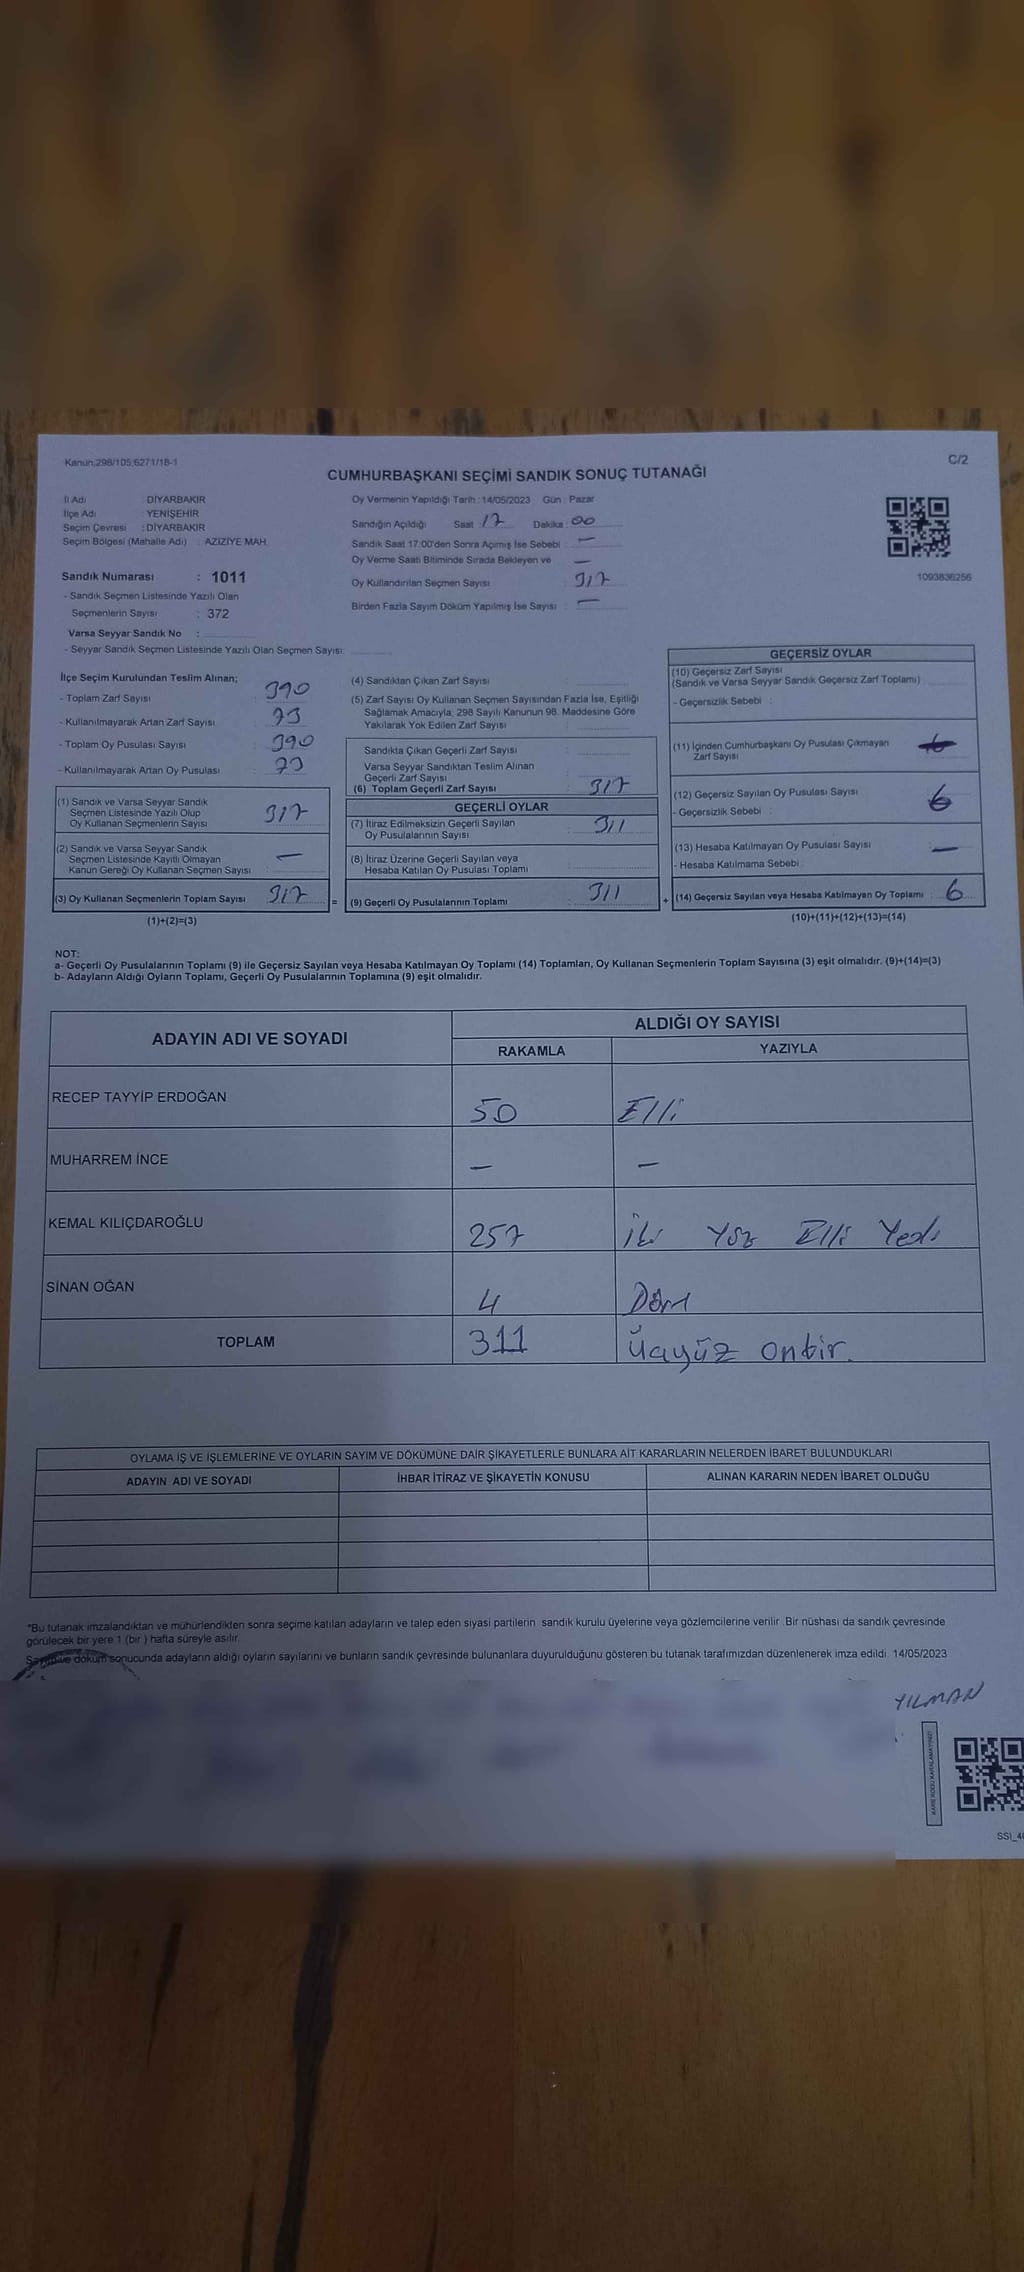 Kanun;298/105,6271/18-1
C/2
CUMHURBAŞKANI SEÇİMİ SANDIK SONUÇ TUTANAĞI
İl Adı : DİYARBAKIR
İlçe Adı : YENİŞEHİR
Seçim Çevresi : DİYARBAKIR
Seçim Bölgesi (Mahalle Adı) : AZİZİYE MAH.
Oy Vermenin Yapıldığı Tarih : 14/05/2023 Gün : Pazar
Sandığın Açıldığı Saat : 17 Dakika : 00
Sandık Saat 17:00'den Sonra Açımış İse Sebebi : —
Oy Verme Saati Bitiminde Sırada Bekleyen ve —
Oy Kullandırılan Seçmen Sayısı : 317
Birden Fazla Sayım Döküm Yapılmış İse Sayısı : —
1093836256
Sandık Numarası : 1011
- Sandık Seçmen Listesinde Yazılı Olan
Seçmenlerin Sayısı : 372
Varsa Seyyar Sandık No :
- Seyyar Sandık Seçmen Listesinde Yazılı Olan Seçmen Sayısı:
İlçe Seçim Kurulundan Teslim Alınan;
- Toplam Zarf Sayısı : 390
- Kullanılmayarak Artan Zarf Sayısı : 73
- Toplam Oy Pusulası Sayısı : 390
- Kullanılmayarak Artan Oy Pusulası : 73
(1) Sandık ve Varsa Seyyar Sandık
Seçmen Listesinde Yazılı Olup
Oy Kullanan Seçmenlerin Sayısı : 317
(2) Sandık ve Varsa Seyyar Sandık
Seçmen Listesinde Kayıtlı Olmayan
Kanun Gereği Oy Kullanan Seçmen Sayısı : —
(3) Oy Kullanan Seçmenlerin Toplam Sayısı : 317
(1)+(2)=(3)
(4) Sandıktan Çıkan Zarf Sayısı :
(5) Zarf Sayısı Oy Kullanan Seçmen Sayısından Fazla İse, Eşitliği
Sağlamak Amacıyla; 298 Sayılı Kanunun 98. Maddesine Göre
Yakılarak Yok Edilen Zarf Sayısı :
Sandıkta Çıkan Geçerli Zarf Sayısı :
Varsa Seyyar Sandıktan Teslim Alınan
Geçerli Zarf Sayısı :
(6) Toplam Geçerli Zarf Sayısı : 317
GEÇERLİ OYLAR
(7) İtiraz Edilmeksizin Geçerli Sayılan
Oy Pusulalarının Sayısı : 311
(8) İtiraz Üzerine Geçerli Sayılan veya
Hesaba Katılan Oy Pusulası Toplamı :
(9) Geçerli Oy Pusulalarının Toplamı : 311
GEÇERSİZ OYLAR
(10) Geçersiz Zarf Sayısı
(Sandık ve Varsa Seyyar Sandık Geçersiz Zarf Toplamı)
- Geçersizlik Sebebi :
(11) İçinden Cumhurbaşkanı Oy Pusulası Çıkmayan
Zarf Sayısı
(12) Geçersiz Sayılan Oy Pusulası Sayısı : 6
- Geçersizlik Sebebi :
(13) Hesaba Katılmayan Oy Pusulası Sayısı : —
- Hesaba Katılmama Sebebi :
(14) Geçersiz Sayılan veya Hesaba Katılmayan Oy Toplamı : 6
(10)+(11)+(12)+(13)=(14)
NOT:
a- Geçerli Oy Pusulalarının Toplamı (9) ile Geçersiz Sayılan veya Hesaba Katılmayan Oy Toplamı (14) Toplamları, Oy Kullanan Seçmenlerin Toplam Sayısına (3) eşit olmalıdır. (9)+(14)=(3)
b- Adayların Aldığı Oyların Toplamı, Geçerli Oy Pusulalarının Toplamına (9) eşit olmalıdır.
ADAYIN ADI VE SOYADI
ALDIĞI OY SAYISI
RAKAMLA YAZIYLA
RECEP TAYYİP ERDOĞAN 50 Elli
MUHARREM İNCE — —
KEMAL KILIÇDAROĞLU 257 İki Yüz Elli Yedi
SİNAN OĞAN 4 Dört
TOPLAM 311 Üçyüz onbir.
OYLAMA İŞ VE İŞLEMLERİNE VE OYLARIN SAYIM VE DÖKÜMÜNE DAİR ŞİKAYETLERLE BUNLARA AİT KARARLARIN NELERDEN İBARET BULUNDUKLARI
ADAYIN ADI VE SOYADI İHBAR İTİRAZ VE ŞİKAYETİN KONUSU ALINAN KARARIN NEDEN İBARET OLDUĞU
*Bu tutanak imzalandıktan ve mühürlendikten sonra seçime katılan adayların ve talep eden siyasi partilerin sandık kurulu üyelerine veya gözlemcilerine verilir. Bir nüshası da sandık çevresinde
görülecek bir yere 1 (bir) hafta süreyle asılır.
Sayım ve döküm sonucunda adayların aldığı oyların sayılarını ve bunların sandık çevresinde bulunanlara duyurulduğunu gösteren bu tutanak tarafımızdan düzenlenerek imza edildi. 14/05/2023
YILMAN